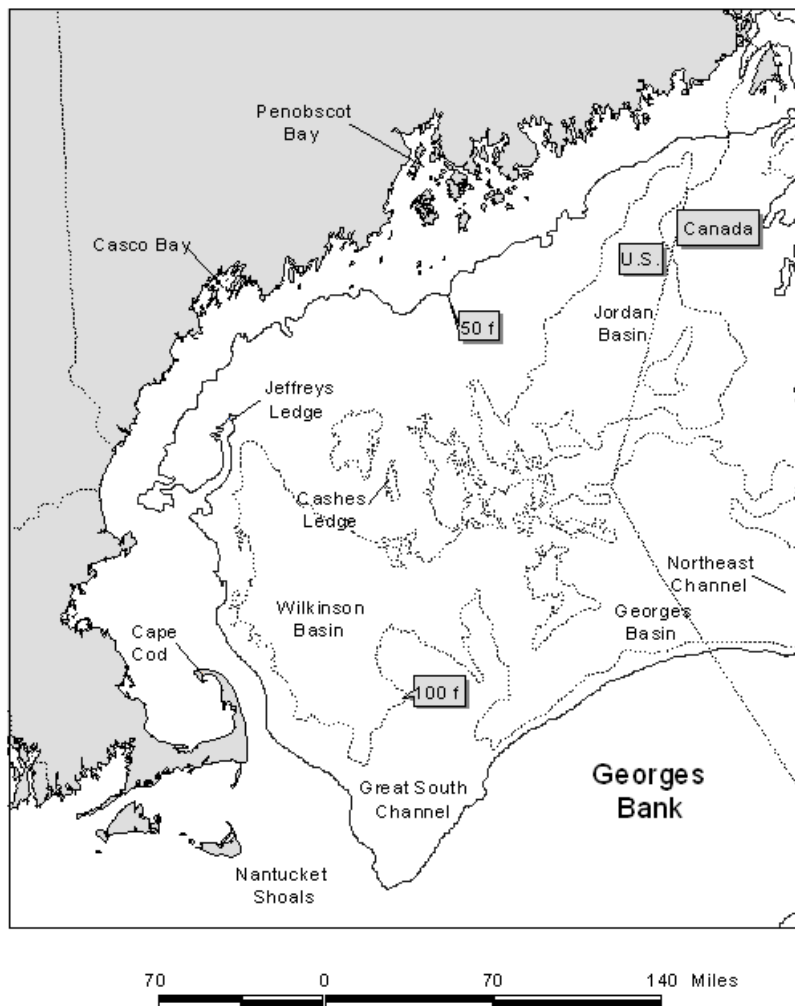 Penobscot
Bay
Casco Bay
Canada
U.S.
Jordan
Basin
50 f
Jeffreys
Ledge
Cashes
Ledge
Northeast
Channel
Wilkinson
Basin
Georges
Basin
Cape
Cod
100 f
Georges
Bank
Great South
Channel
Nantucket
Shoals
70 0 70 140 Miles